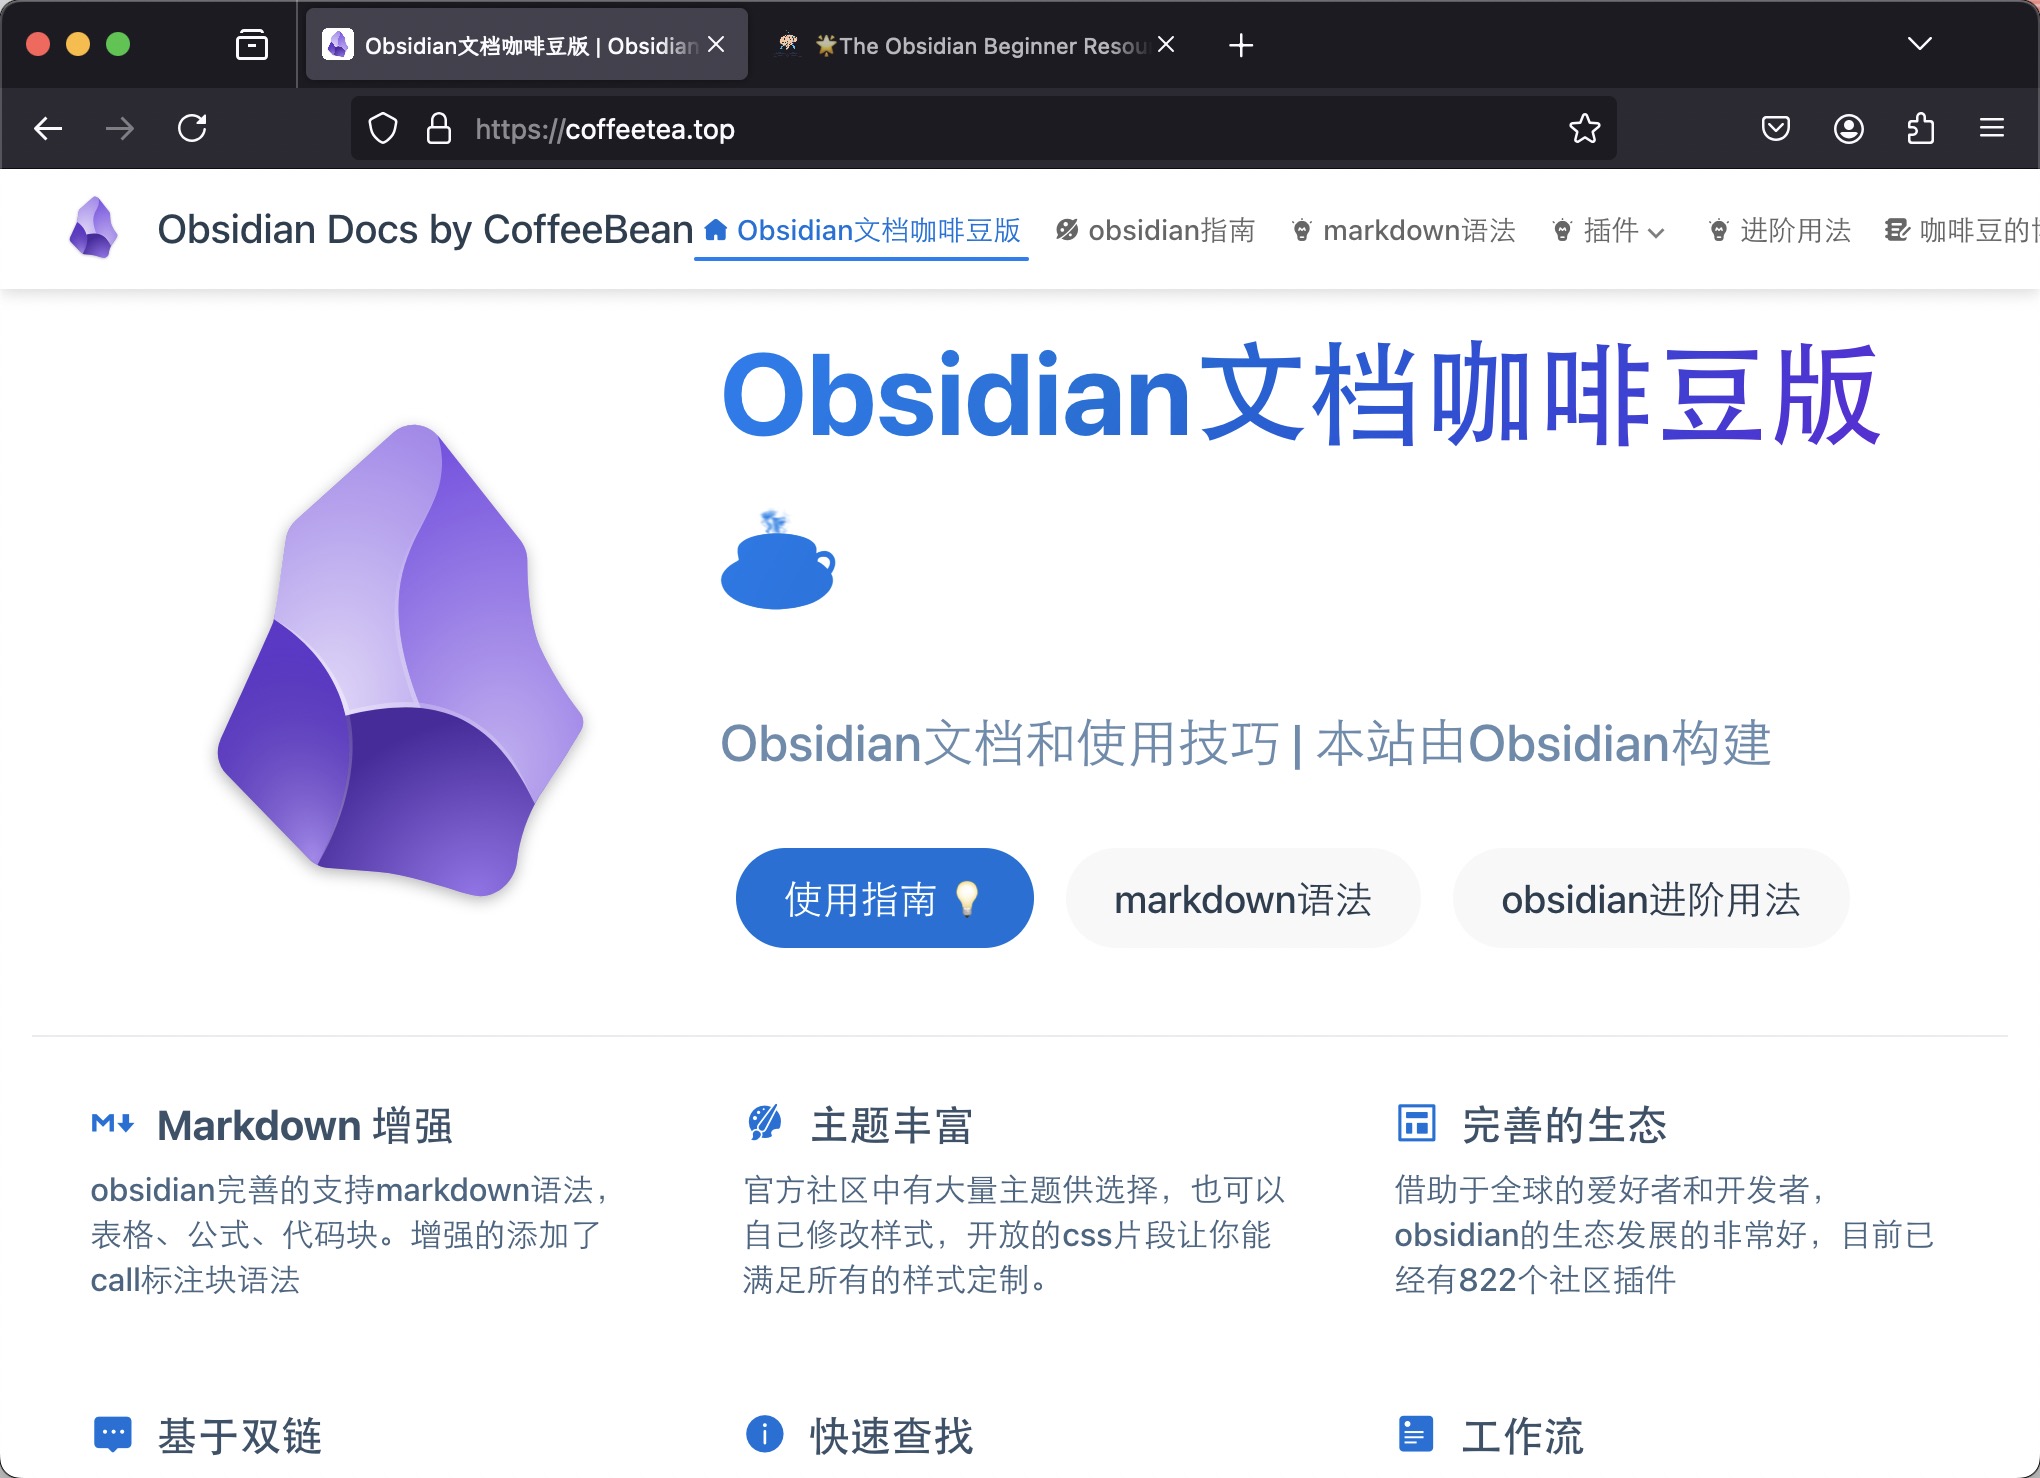 Obsidian文档咖啡豆版 | Obsidian
🌟The Obsidian Beginner Resou
https://coffeetea.top
Obsidian Docs by CoffeeBean
Obsidian文档咖啡豆版
obsidian指南
markdown语法
插件
进阶用法
咖啡豆的
Obsidian文档咖啡豆版
Obsidian文档和使用技巧 | 本站由Obsidian构建
使用指南 💡
markdown语法
obsidian进阶用法
Markdown 增强
obsidian完善的支持markdown语法，
表格、公式、代码块。增强的添加了
call标注块语法
主题丰富
官方社区中有大量主题供选择，也可以
自己修改样式，开放的css片段让你能
满足所有的样式定制。
完善的生态
借助于全球的爱好者和开发者，
obsidian的生态发展的非常好，目前已
经有822个社区插件
基于双链
快速查找
工作流